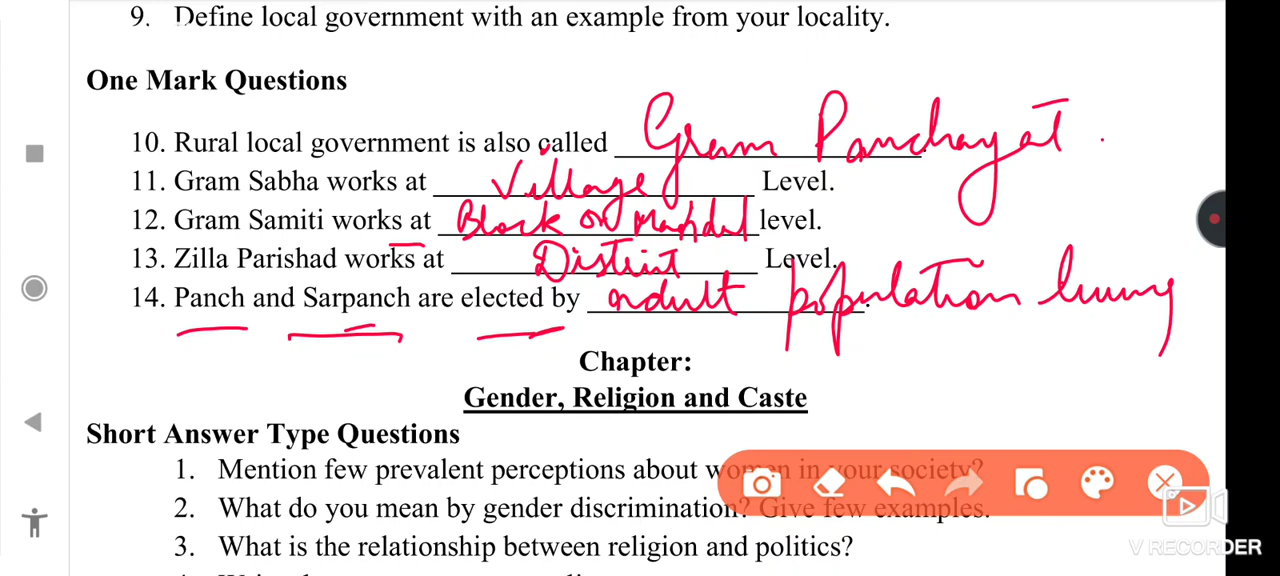 9. Define local government with an example from your locality.
One Mark Questions
10. Rural local government is also called Gram Panchayat.
11. Gram Sabha works at Village Level.
12. Gram Samiti works at Block or Mandal level.
13. Zilla Parishad works at District Level.
14. Panch and Sarpanch are elected by adult population living
Chapter:
Gender, Religion and Caste
Short Answer Type Questions
1. Mention few prevalent perceptions about women in your society?
2. What do you mean by gender discrimination? Give few examples.
3. What is the relationship between religion and politics?
V RECORDER